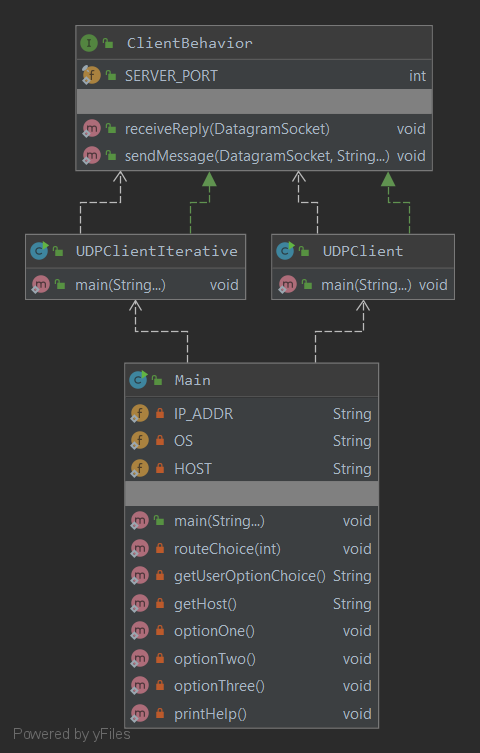 I ClientBehavior
f SERVER_PORT int
m receiveReply(DatagramSocket) void
m sendMessage(DatagramSocket, String...) void
C UDPClientIterative
m main(String...) void
C UDPClient
m main(String...) void
C Main
f IP_ADDR String
f OS String
f HOST String
m main(String...) void
m routeChoice(int) void
m getUserOptionChoice() String
m getHost() String
m optionOne() void
m optionTwo() void
m optionThree() void
m printHelp() void
Powered by yFiles